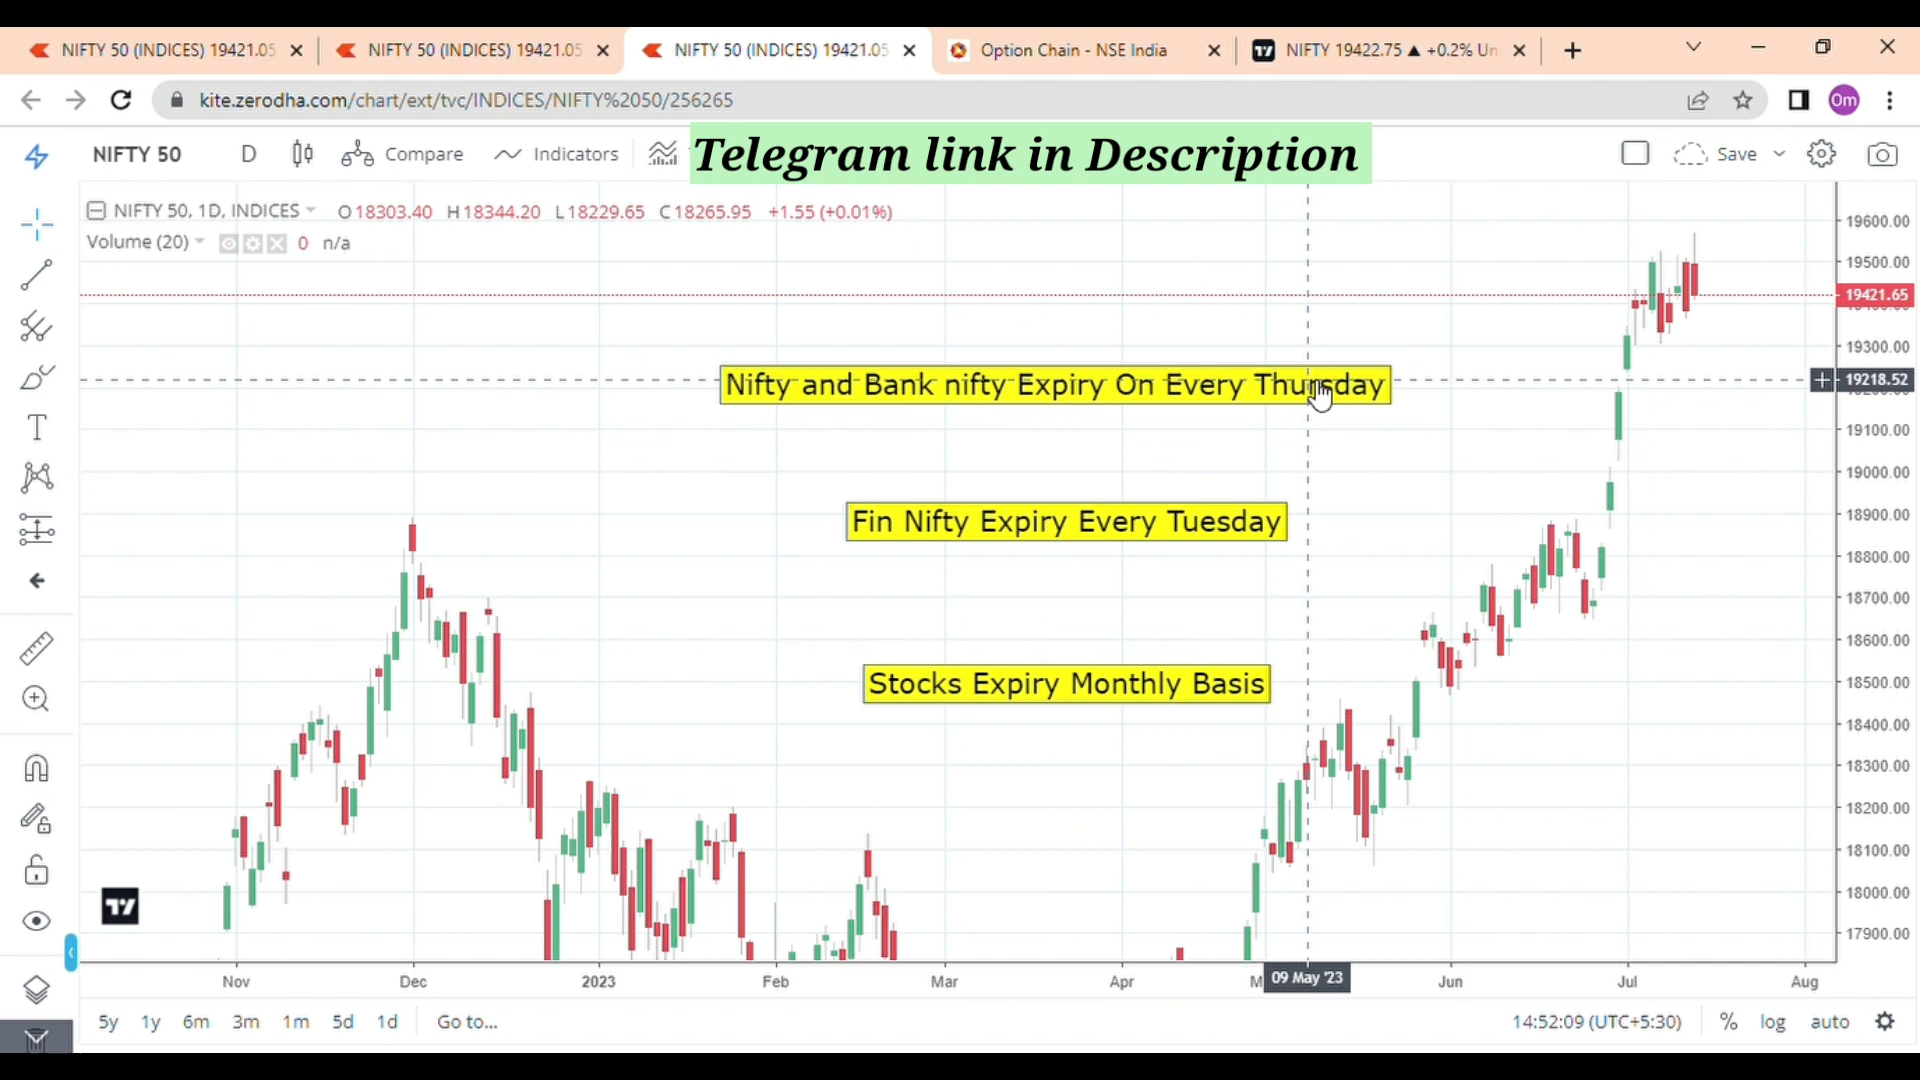 NIFTY 50 (INDICES) 19421.05
NIFTY 50 (INDICES) 19421.05
NIFTY 50 (INDICES) 19421.05
Option Chain - NSE India
NIFTY 19422.75 ▲ +0.2% Un
kite.zerodha.com/chart/ext/tvc/INDICES/NIFTY%2050/256265
Om
NIFTY 50 D Compare Indicators
Telegram link in Description
Save
NIFTY 50, 1D, INDICES O18303.40 H18344.20 L18229.65 C18265.95 +1.55 (+0.01%)
Volume (20) 0 n/a
19600.00
19500.00
19421.65
19300.00
19218.52
19100.00
19000.00
18900.00
18800.00
18700.00
18600.00
18500.00
18400.00
18300.00
18200.00
18100.00
18000.00
17900.00
Nifty and Bank nifty Expiry On Every Thursday
Fin Nifty Expiry Every Tuesday
Stocks Expiry Monthly Basis
Nov Dec 2023 Feb Mar Apr M 09 May '23 Jun Jul Aug
5y 1y 6m 3m 1m 5d 1d Go to... 14:52:09 (UTC+5:30) % log auto